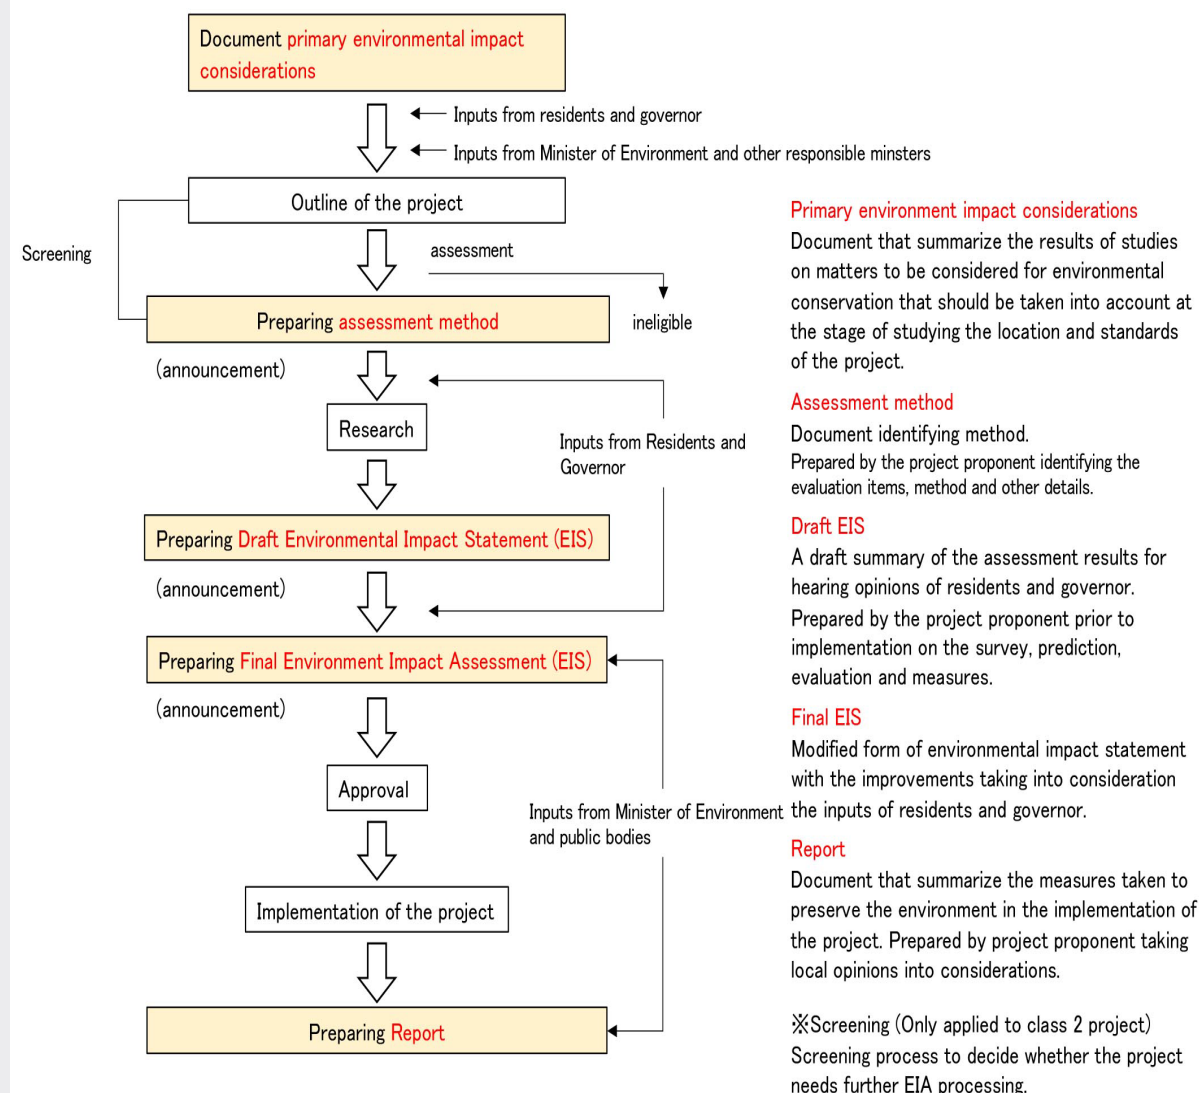 Document primary environmental impact
considerations
Inputs from residents and governor
Inputs from Minister of Environment and other responsible minsters
Outline of the project
Screening
assessment
Preparing assessment method
ineligible
(announcement)
Research
Inputs from Residents and
Governor
Preparing Draft Environmental Impact Statement (EIS)
(announcement)
Preparing Final Environment Impact Assessment (EIS)
(announcement)
Approval
Inputs from Minister of Environment
and public bodies
Implementation of the project
Preparing Report
Primary environment impact considerations
Document that summarize the results of studies
on matters to be considered for environmental
conservation that should be taken into account at
the stage of studying the location and standards
of the project.
Assessment method
Document identifying method.
Prepared by the project proponent identifying the
evaluation items, method and other details.
Draft EIS
A draft summary of the assessment results for
hearing opinions of residents and governor.
Prepared by the project proponent prior to
implementation on the survey, prediction,
evaluation and measures.
Final EIS
Modified form of environmental impact statement
with the improvements taking into consideration
the inputs of residents and governor.
Report
Document that summarize the measures taken to
preserve the environment in the implementation of
the project. Prepared by project proponent taking
local opinions into considerations.
※Screening (Only applied to class 2 project)
Screening process to decide whether the project
needs further EIA processing.